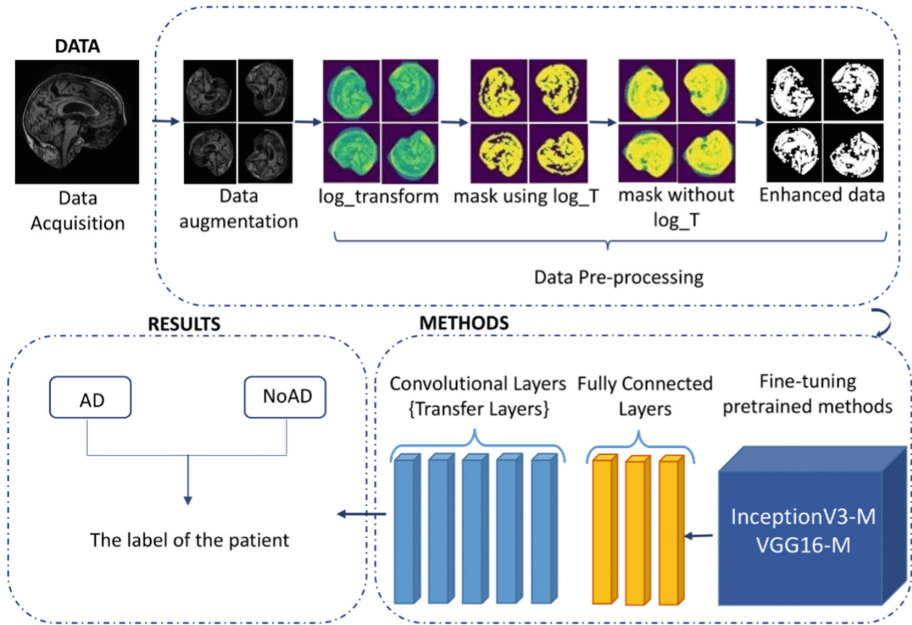 DATA
Data
Acquisition
Data
augmentation
log_transform
mask using log_T
mask without
log_T
Enhanced data
Data Pre-processing
RESULTS
AD
NoAD
The label of the patient
METHODS
Convolutional Layers
{Transfer Layers}
Fully Connected
Layers
Fine-tuning
pretrained methods
InceptionV3-M
VGG16-M